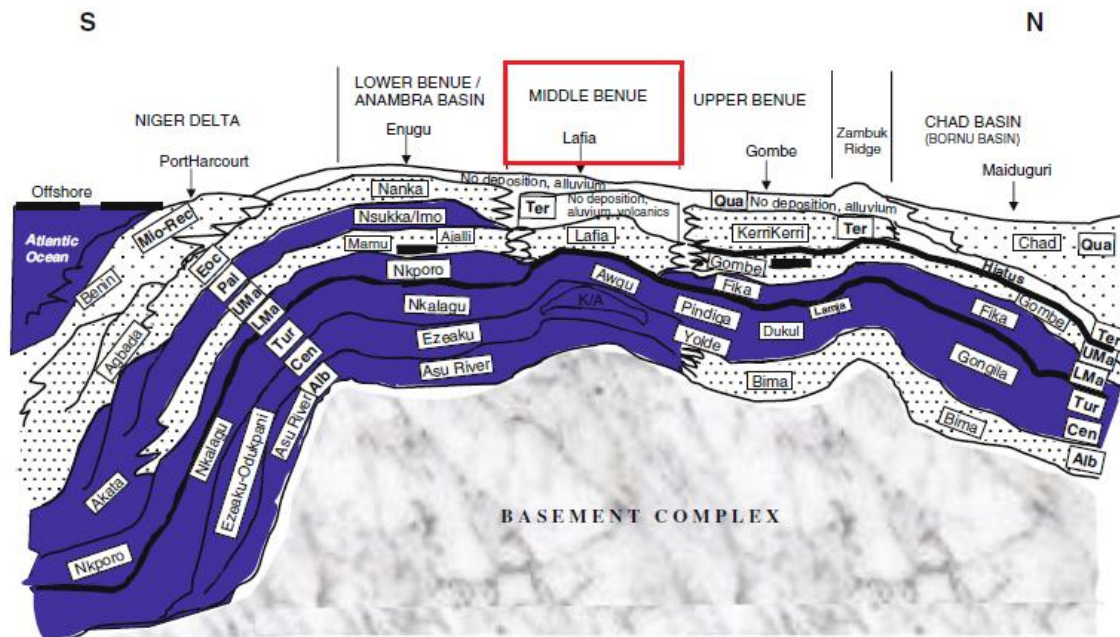 S
N
LOWER BENUE /
ANAMBRA BASIN
MIDDLE BENUE
UPPER BENUE
NIGER DELTA
Zambuk
Ridge
CHAD BASIN
(BORNU BASIN)
Enugu
Lafia
Gombe
PortHarcourt
Maiduguri
Offshore
Atlantic
Ocean
No deposition, alluvium
Nanka
Ter
No deposition,
aluvium, volcanics
Qua
No deposition, alluvium
Mio-Rec
Nsukka/Imo
KerriKerri
Ter
Chad
Qua
Mamu
Ajalli
Lafia
Eoc
Benin
Pal
Nkporo
Awgu
Gombe
Hiatus
UMa
Fika
Gombe
LMa
Nkalagu
K/A
Pindiga
Lamja
Fika
Agbada
Tur
Ezeaku
Dukul
Ter
Cen
Yolde
UMa
Alb
Asu River
Bima
Gongila
LMa
Asu River
Tur
Nkalagu
Ezeaku-Odukpani
Bima
Cen
Akata
Alb
BASEMENT COMPLEX
Nkporo